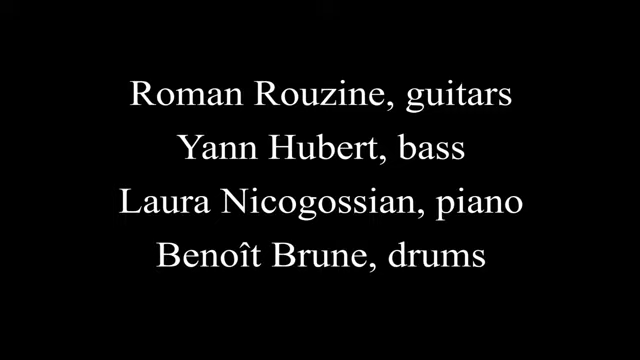 Roman Rouzine, guitars
Yann Hubert, bass
Laura Nicogossian, piano
Benoît Brune, drums